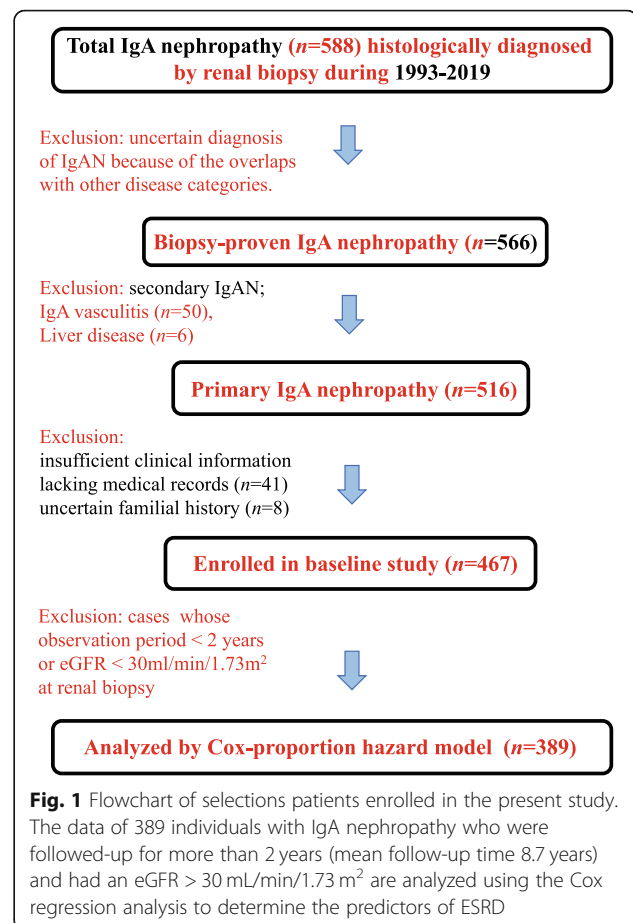 Total IgA nephropathy (n=588) histologically diagnosed
by renal biopsy during 1993-2019
Exclusion: uncertain diagnosis
of IgAN because of the overlaps
with other disease categories.
Biopsy-proven IgA nephropathy (n=566)
Exclusion: secondary IgAN;
IgA vasculitis (n=50),
Liver disease (n=6)
Primary IgA nephropathy (n=516)
Exclusion:
insufficient clinical information
lacking medical records (n=41)
uncertain familial history (n=8)
Enrolled in baseline study (n=467)
Exclusion: cases whose
observation period < 2 years
or eGFR < 30ml/min/1.73m²
at renal biopsy
Analyzed by Cox-proportion hazard model (n=389)
Fig. 1 Flowchart of selections patients enrolled in the present study.
The data of 389 individuals with IgA nephropathy who were
followed-up for more than 2 years (mean follow-up time 8.7 years)
and had an eGFR > 30 mL/min/1.73 m² are analyzed using the Cox
regression analysis to determine the predictors of ESRD